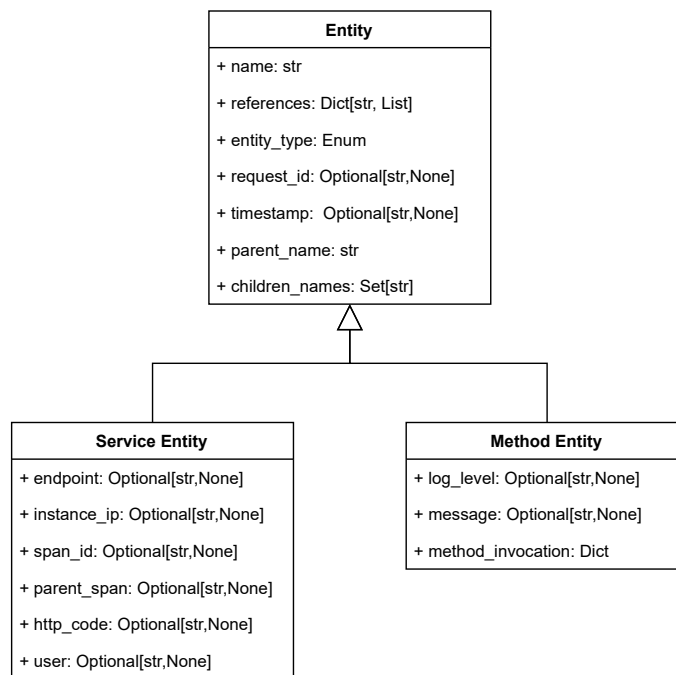 Entity
+ name: str
+ references: Dict[str, List]
+ entity_type: Enum
+ request_id: Optional[str,None]
+ timestamp:  Optional[str,None]
+ parent_name: str
+ children_names: Set[str]
Service Entity
+ endpoint: Optional[str,None]
+ instance_ip: Optional[str,None]
+ span_id: Optional[str,None]
+ parent_span: Optional[str,None]
+ http_code: Optional[str,None]
+ user: Optional[str,None]
Method Entity
+ log_level: Optional[str,None]
+ message: Optional[str,None]
+ method_invocation: Dict